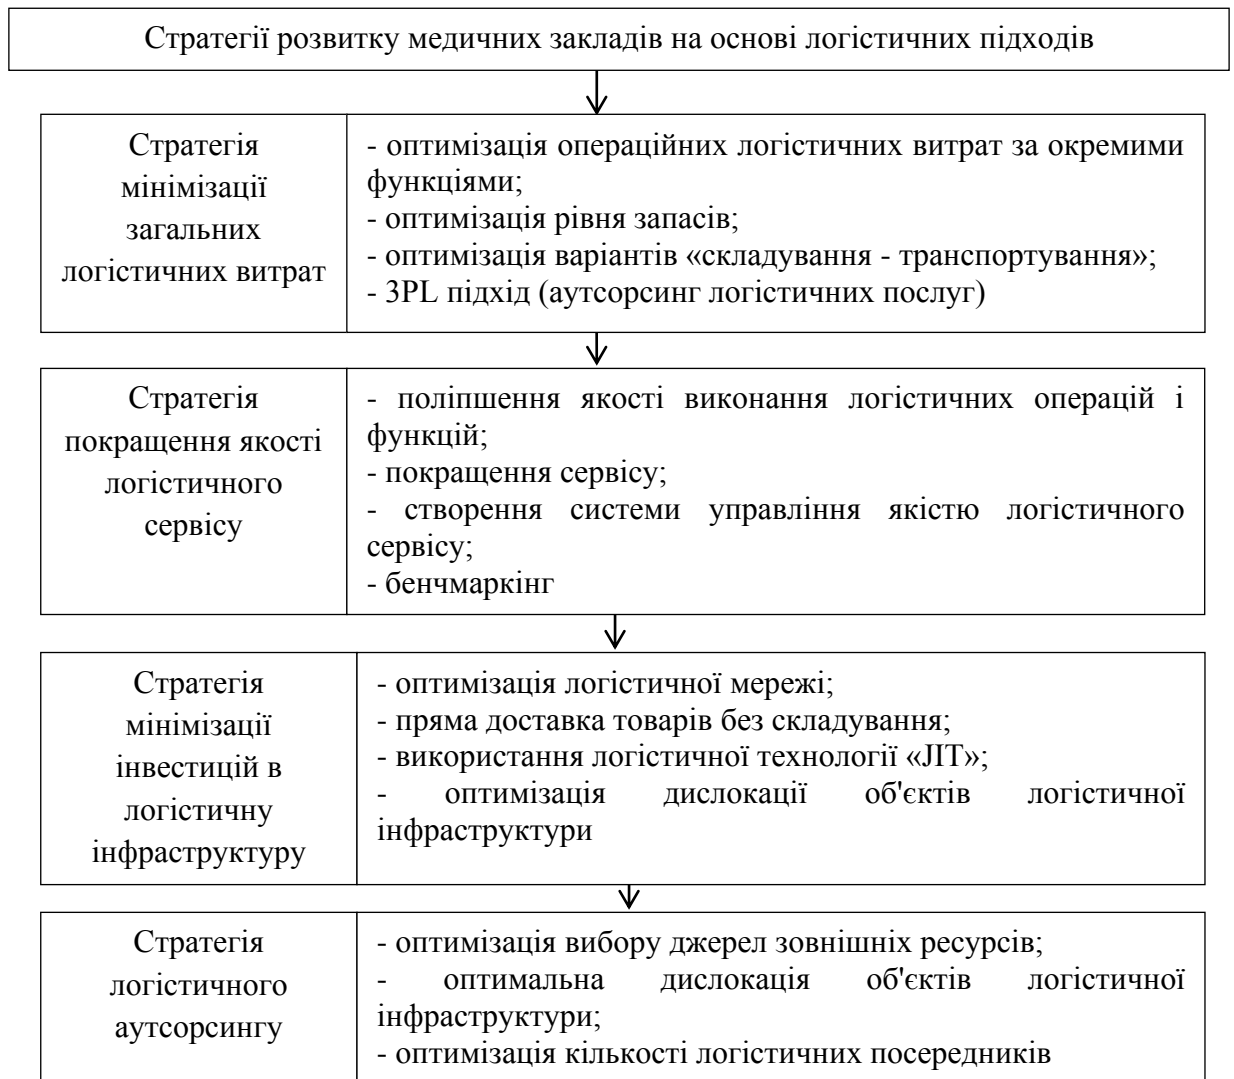 Стратегії розвитку медичних закладів на основі логістичних підходів
Стратегія
мінімізації
загальних
логістичних витрат
- оптимізація операційних логістичних витрат за окремими
функціями;
- оптимізація рівня запасів;
- оптимізація варіантів «складування - транспортування»;
- 3PL підхід (аутсорсинг логістичних послуг)
Стратегія
покращення якості
логістичного
сервісу
- поліпшення якості виконання логістичних операцій і
функцій;
- покращення сервісу;
- створення системи управління якістю логістичного
сервісу;
- бенчмаркінг
Стратегія
мінімізації
інвестицій в
логістичну
інфраструктуру
- оптимізація логістичної мережі;
- пряма доставка товарів без складування;
- використання логістичної технології «JIT»;
- оптимізація дислокації об'єктів логістичної
інфраструктури
Стратегія
логістичного
аутсорсингу
- оптимізація вибору джерел зовнішніх ресурсів;
- оптимальна дислокація об'єктів логістичної
інфраструктури;
- оптимізація кількості логістичних посередників